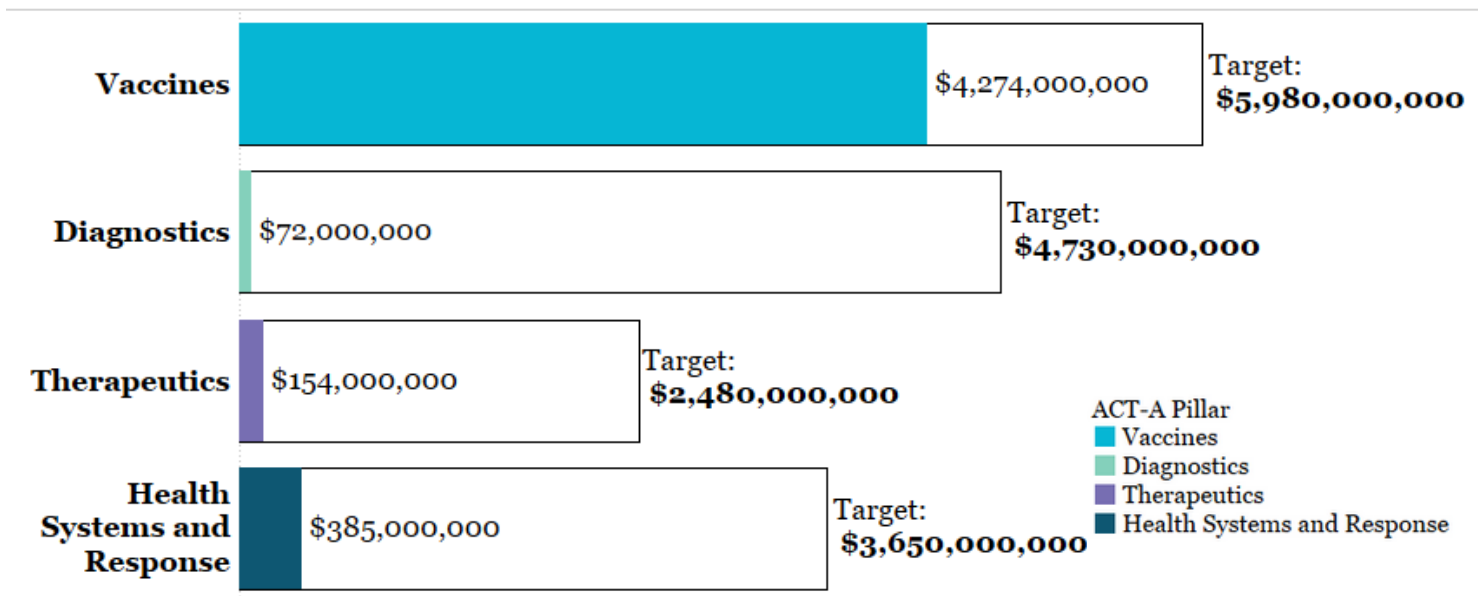 Vaccines
$4,274,000,000
Target:
$5,980,000,000
Diagnostics
$72,000,000
Target:
$4,730,000,000
Therapeutics
$154,000,000
Target:
$2,480,000,000
Health
Systems and
Response
$385,000,000
Target:
$3,650,000,000
ACT-A Pillar
Vaccines
Diagnostics
Therapeutics
Health Systems and Response